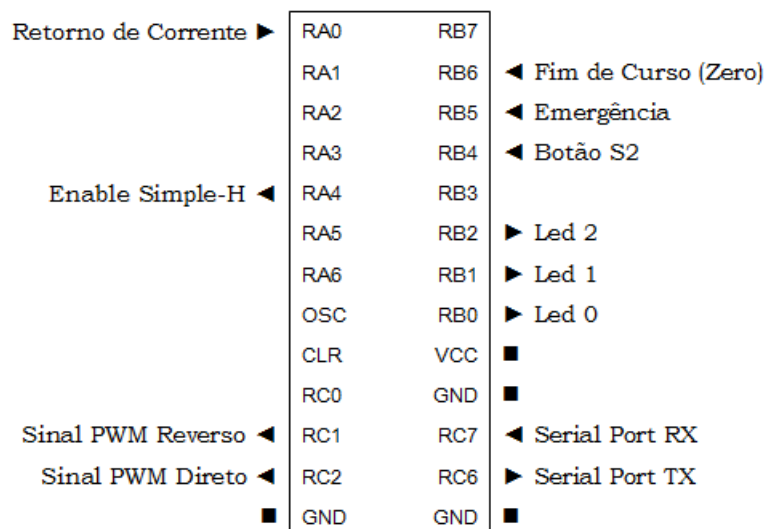 Retorno de Corrente ► RA0 RB7
RA1 RB6 ◄ Fim de Curso (Zero)
RA2 RB5 ◄ Emergência
RA3 RB4 ◄ Botão S2
Enable Simple-H ◄ RA4 RB3
RA5 RB2 ► Led 2
RA6 RB1 ► Led 1
OSC RB0 ► Led 0
CLR VCC ■
RC0 GND ■
Sinal PWM Reverso ◄ RC1 RC7 ◄ Serial Port RX
Sinal PWM Direto ◄ RC2 RC6 ► Serial Port TX
■ GND GND ■